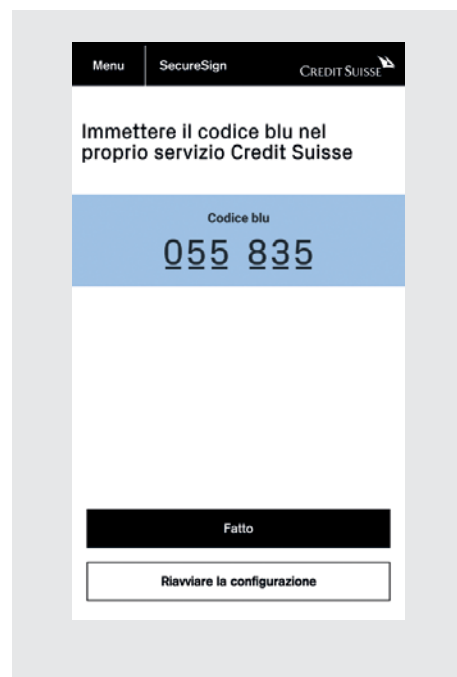 Menu SecureSign CREDIT SUISSE
Immettere il codice blu nel
proprio servizio Credit Suisse
Codice blu
055 835
Fatto
Riavviare la configurazione